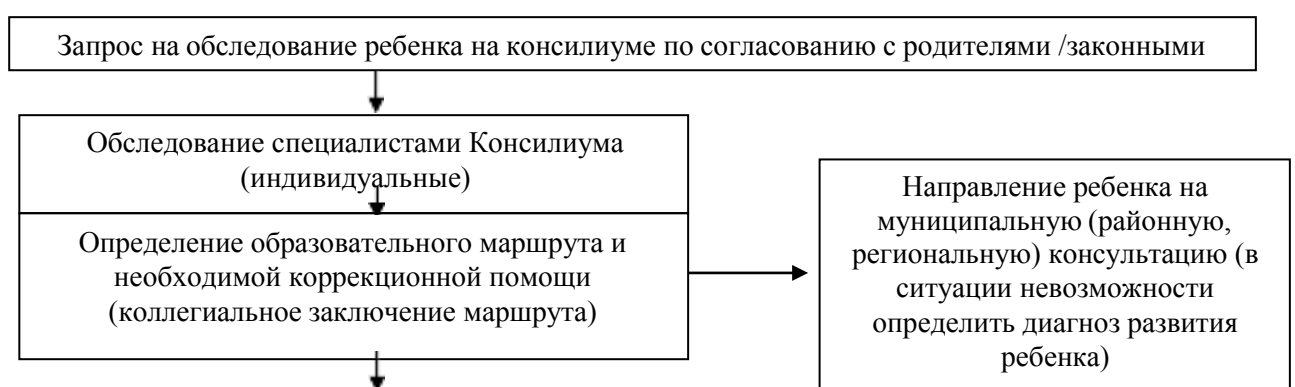 Запрос на обследование ребенка на консилиуме по согласованию с родителями /законными
Обследование специалистами Консилиума
(индивидуальные)
Определение образовательного маршрута и
необходимой коррекционной помощи
(коллегиальное заключение маршрута)
Направление ребенка на
муниципальную (районную,
региональную) консультацию (в
ситуации невозможности
определить диагноз развития
ребенка)